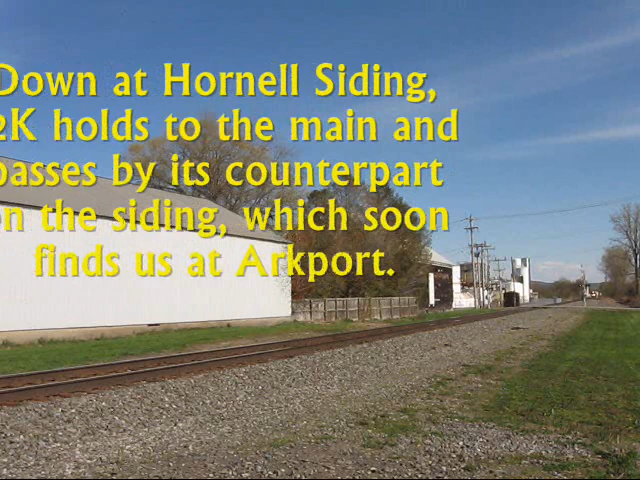 Down at Hornell Siding,
2K holds to the main and
passes by its counterpart
on the siding, which soon
finds us at Arkport.